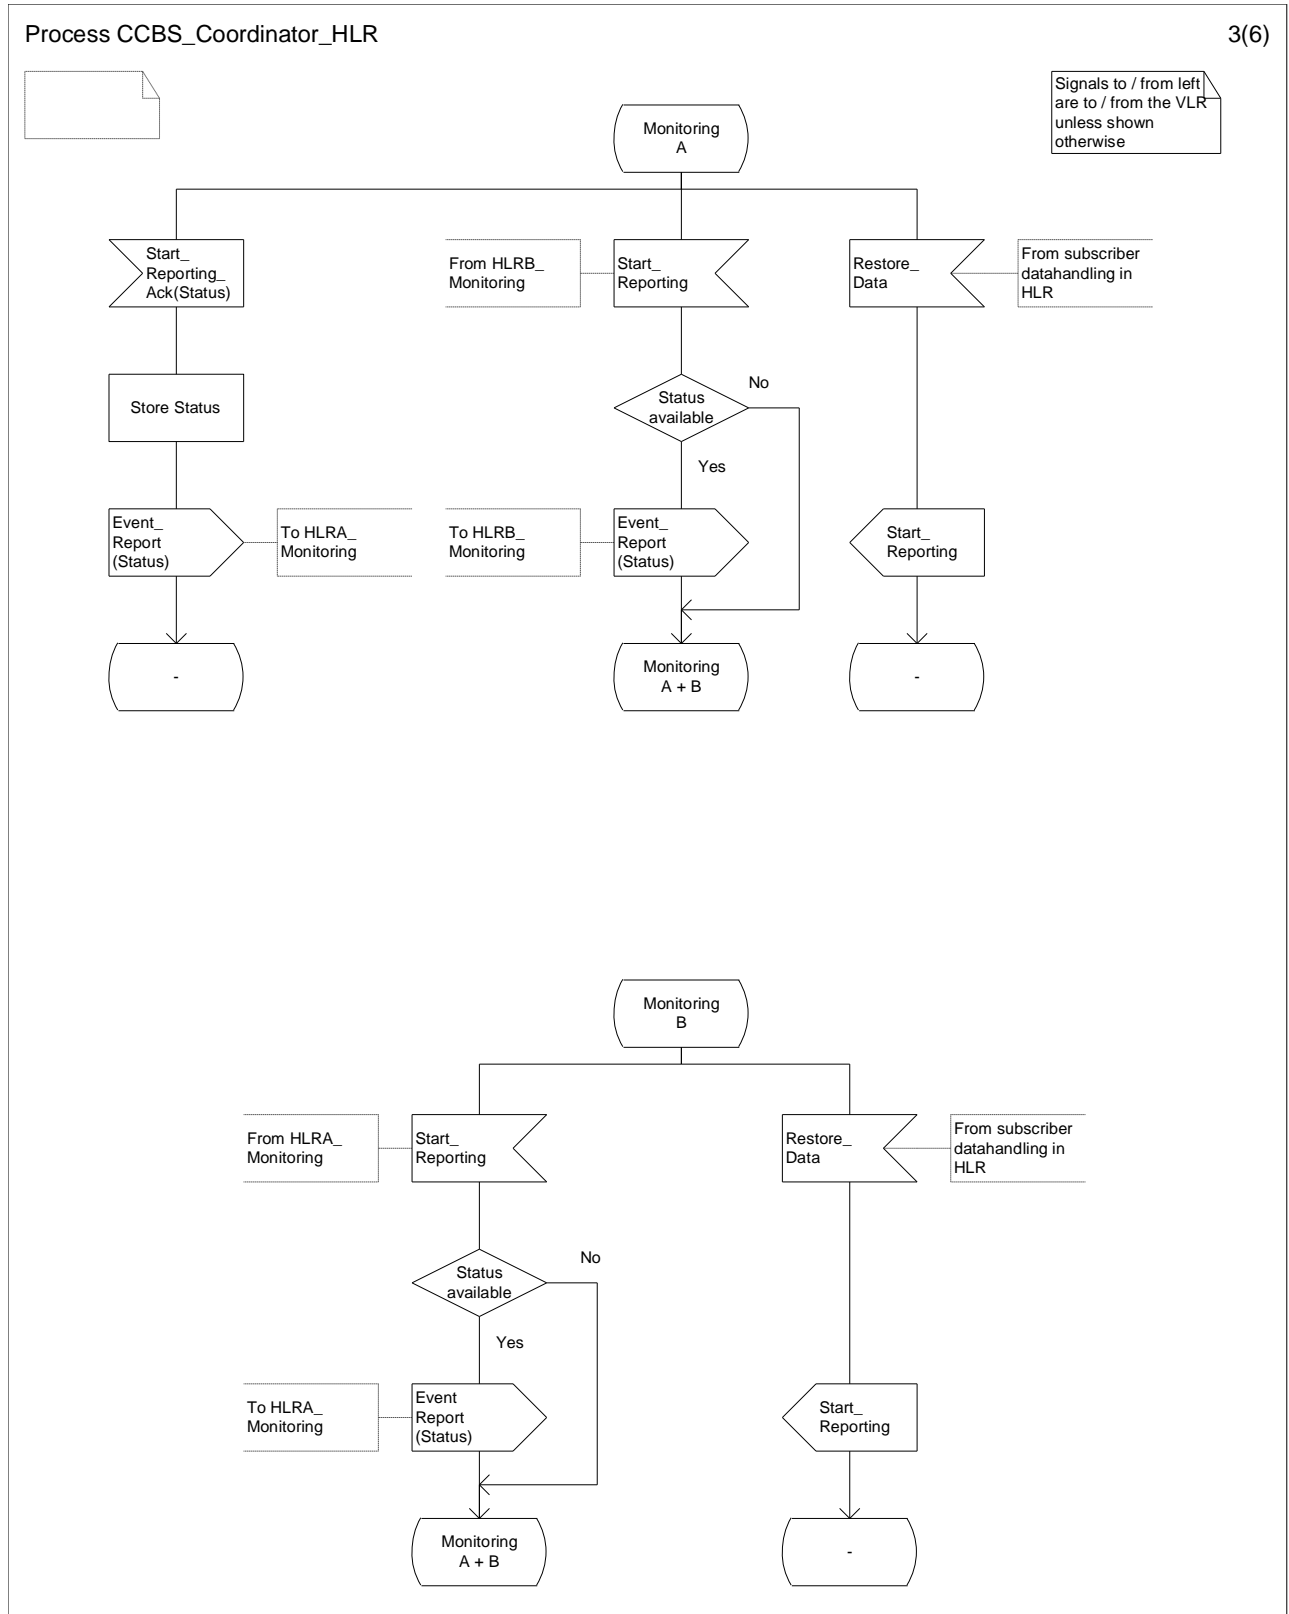 Process CCBS_Coordinator_HLR
3(6)
Signals to / from left
are to / from the VLR
unless shown
otherwise
Monitoring
A
Start_
Reporting_
Ack(Status)
From HLRB_
Monitoring
Start_
Reporting
Restore_
Data
From subscriber
datahandling in
HLR
Store Status
Status
available
No
Yes
Event_
Report
(Status)
To HLRA_
Monitoring
To HLRB_
Monitoring
Event_
Report
(Status)
Start_
Reporting
-
Monitoring
A + B
-
Monitoring
B
From HLRA_
Monitoring
Start_
Reporting
Restore_
Data
From subscriber
datahandling in
HLR
Status
available
No
Yes
To HLRA_
Monitoring
Event
Report
(Status)
Start_
Reporting
Monitoring
A + B
-